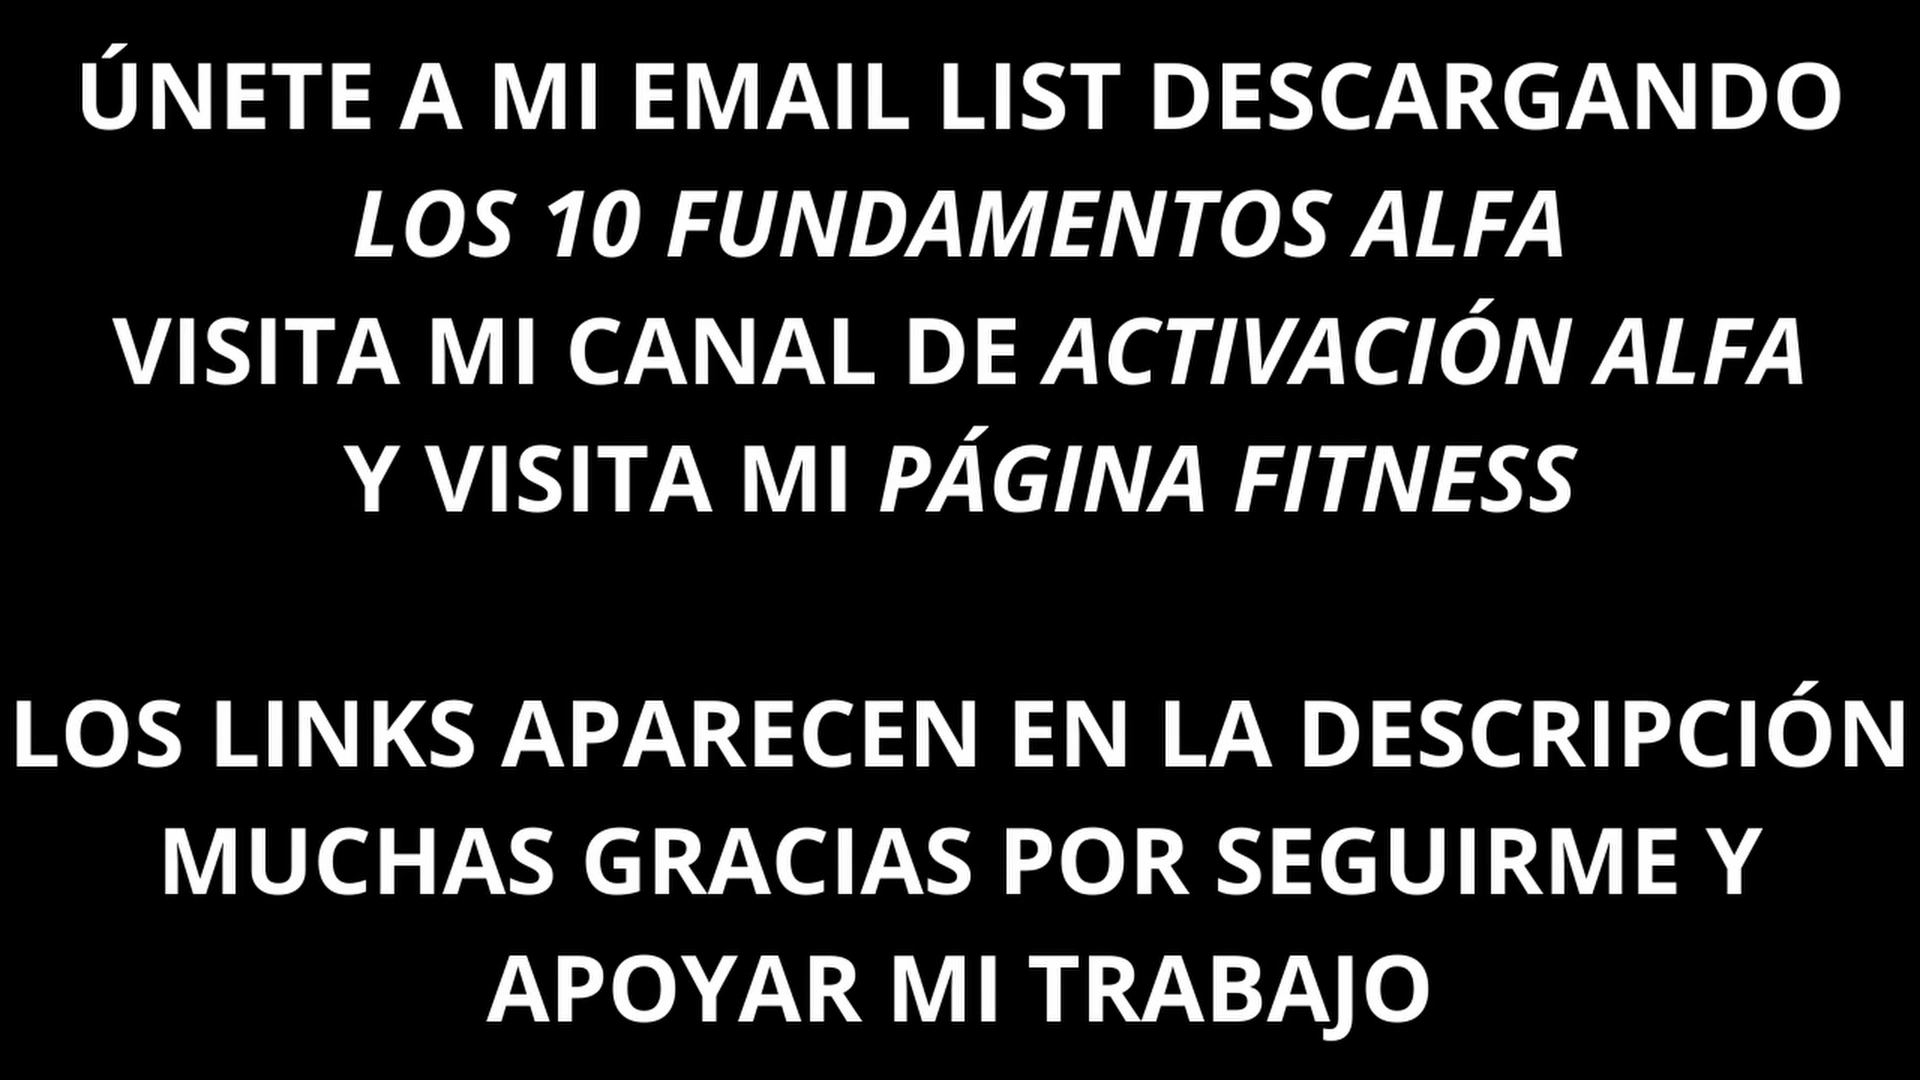 ÚNETE A MI EMAIL LIST DESCARGANDO
LOS 10 FUNDAMENTOS ALFA
VISITA MI CANAL DE ACTIVACIÓN ALFA
Y VISITA MI PÁGINA FITNESS
LOS LINKS APARECEN EN LA DESCRIPCIÓN
MUCHAS GRACIAS POR SEGUIRME Y
APOYAR MI TRABAJO